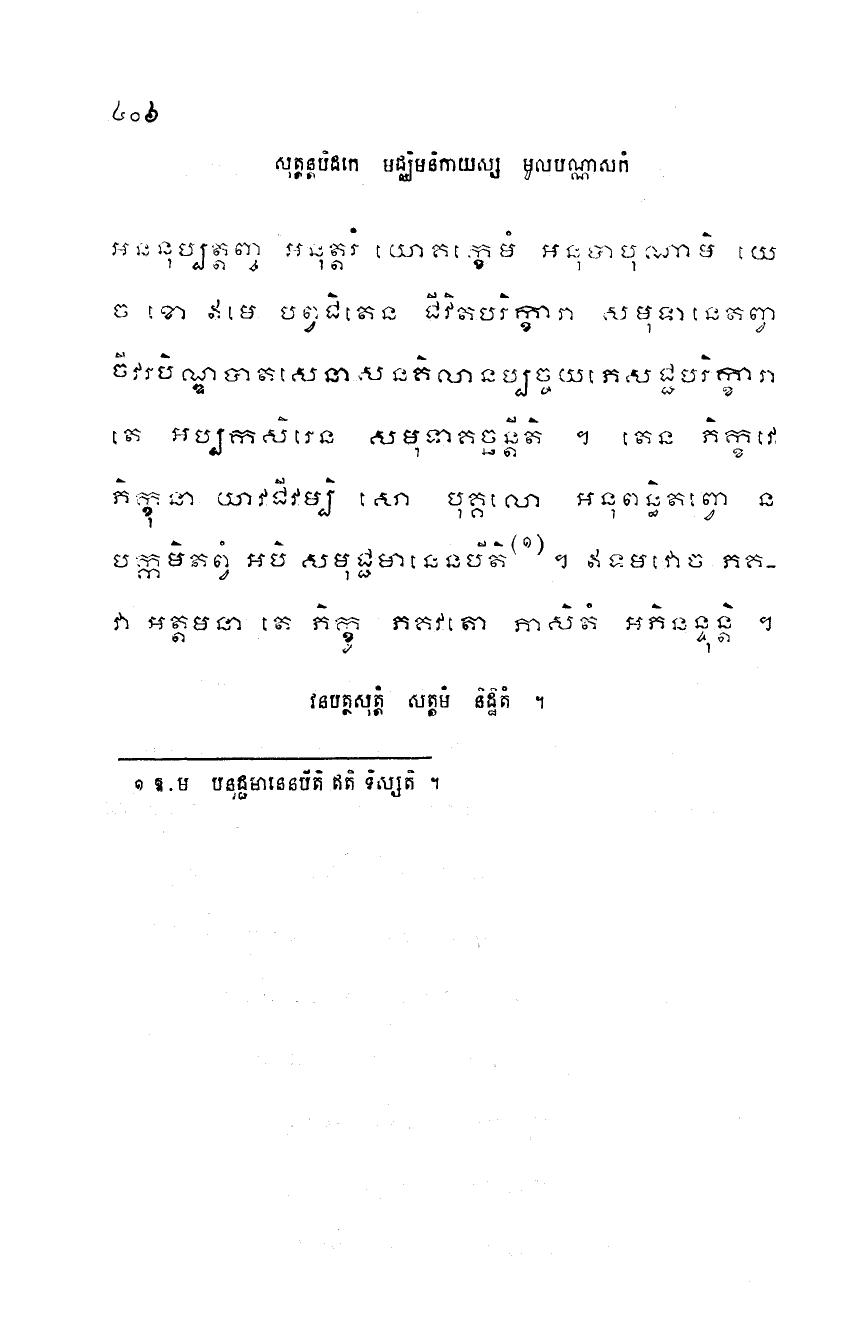 ៤០៦
សុត្តន្តបិដកេ មជ្ឈិមនិកាយស្ស មូលបណ្ណាសកំ
អននុប្បត្តញ្ច អនុត្តរំ យោគក្ខេមំ អនុបាបុណាមិ យេ
ច ខោ ឥមេ បព្វជិតេន ជីវិតបរិក្ខារា សមុទានេតព្វា
ចីវរបិណ្ឌបាតសេនាសនគិលានប្បច្ចយភេសជ្ជបរិក្ខារា
តេ អប្បកសិរេន សមុទាគច្ឆន្តីតិ ។ តេន ភិក្ខវេ
ភិក្ខុនា យាវជីវម្បិ សោ បុគ្គលោ អនុពន្ធិតព្វោ ន
បក្កមិតព្វំ អបិ សមុជ្ជមានេនបីតិ(១) ។ ឥទមវោច ភគ-
វា អត្តមនា តេ ភិក្ខូ ភគវតោ ភាសិតំ អភិនន្ទុន្តិ ។
វនបត្ថសុត្តំ សត្តមំ និដ្ឋិតំ ។
១ ឱ.ម បនុជ្ជមានេនបីតិ ឥតិ ទិស្សតិ ។